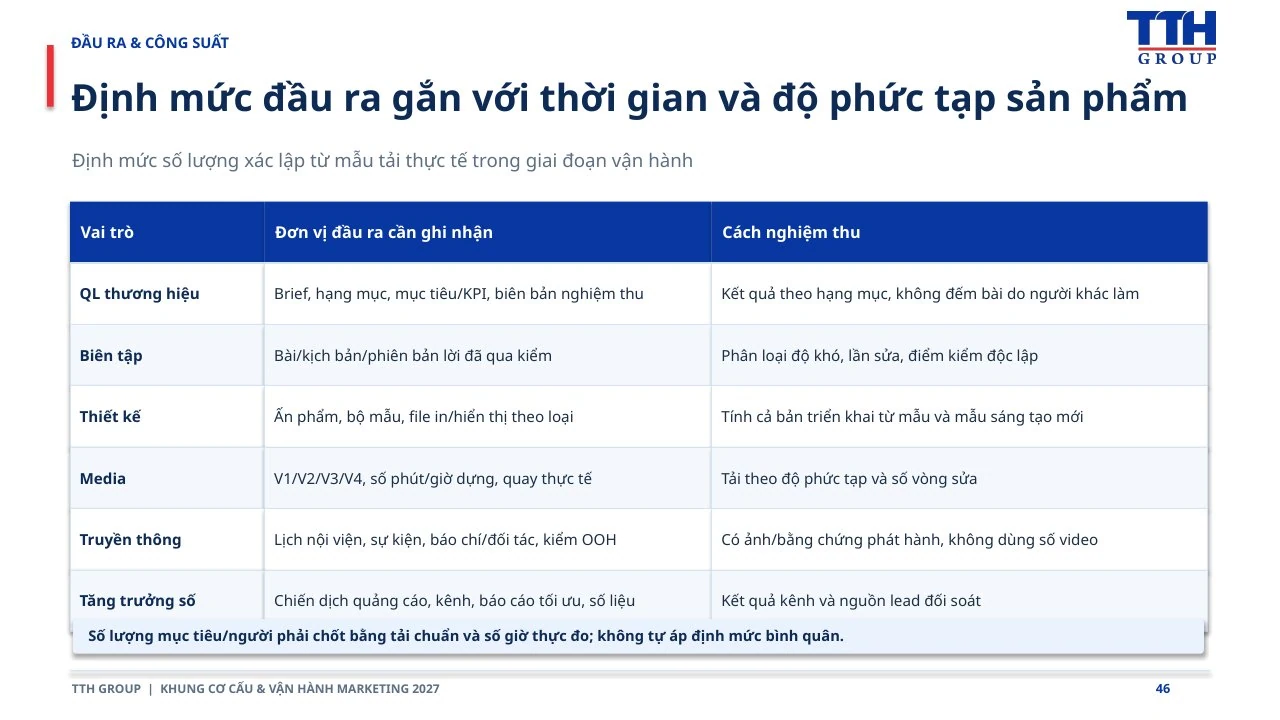 ĐẦU RA & CÔNG SUẤT
TTH
GROUP
Định mức đầu ra gắn với thời gian và độ phức tạp sản phẩm
Định mức số lượng xác lập từ mẫu tải thực tế trong giai đoạn vận hành
Vai trò | Đơn vị đầu ra cần ghi nhận | Cách nghiệm thu
QL thương hiệu | Brief, hạng mục, mục tiêu/KPI, biên bản nghiệm thu | Kết quả theo hạng mục, không đếm bài do người khác làm
Biên tập | Bài/kịch bản/phiên bản lời đã qua kiểm | Phân loại độ khó, lần sửa, điểm kiểm độc lập
Thiết kế | Ấn phẩm, bộ mẫu, file in/hiển thị theo loại | Tính cả bản triển khai từ mẫu và mẫu sáng tạo mới
Media | V1/V2/V3/V4, số phút/giờ dựng, quay thực tế | Tải theo độ phức tạp và số vòng sửa
Truyền thông | Lịch nội viện, sự kiện, báo chí/đối tác, kiểm OOH | Có ảnh/bằng chứng phát hành, không dùng số video
Tăng trưởng số | Chiến dịch quảng cáo, kênh, báo cáo tối ưu, số liệu | Kết quả kênh và nguồn lead đối soát
Số lượng mục tiêu/người phải chốt bằng tải chuẩn và số giờ thực đo; không tự áp định mức bình quân.
TTH GROUP | KHUNG CƠ CẤU & VẬN HÀNH MARKETING 2027
46